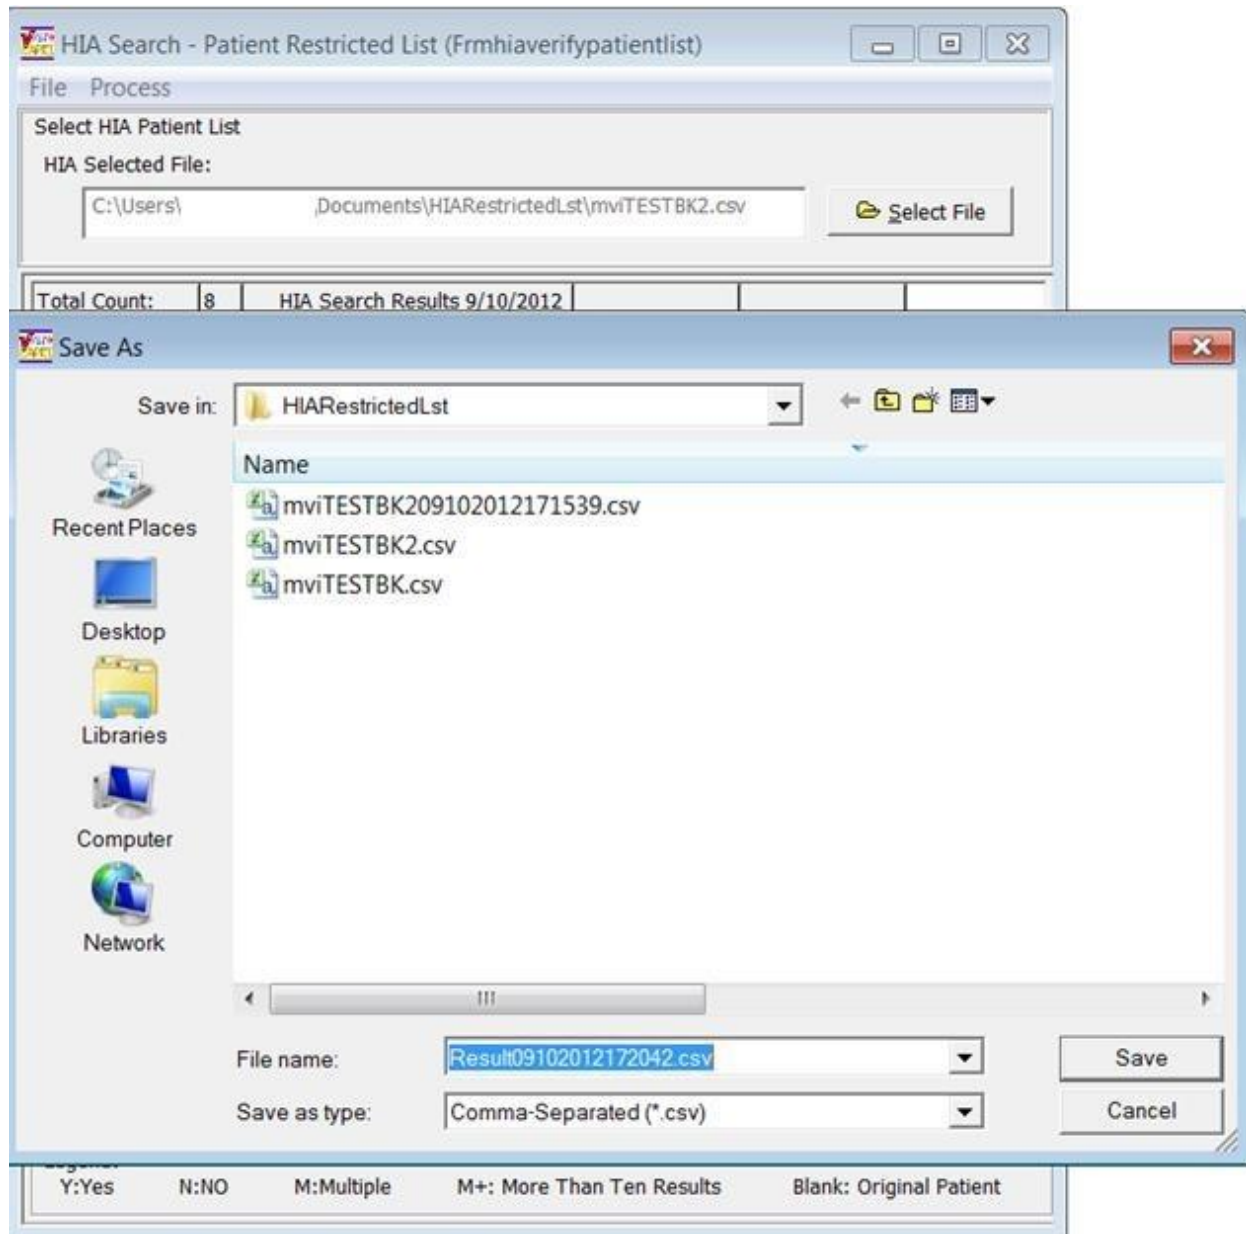 HIA Search - Patient Restricted List (Frmhiaverifypatientlist)
File Process
Select HIA Patient List
HIA Selected File:
C:\Users\ ,Documents\HIARestrictedLst\mviTESTBK2.csv Select File
Total Count: 8 HIA Search Results 9/10/2012
Save As
Save in: HIARestrictedLst
Name
mviTESTBK209102012171539.csv
Recent Places
mviTESTBK2.csv
mviTESTBK.csv
Desktop
Libraries
Computer
Network
File name: Result09102012172042.csv Save
Save as type: Comma-Separated (*.csv) Cancel
Y:Yes N:NO M:Multiple M+: More Than Ten Results Blank: Original Patient